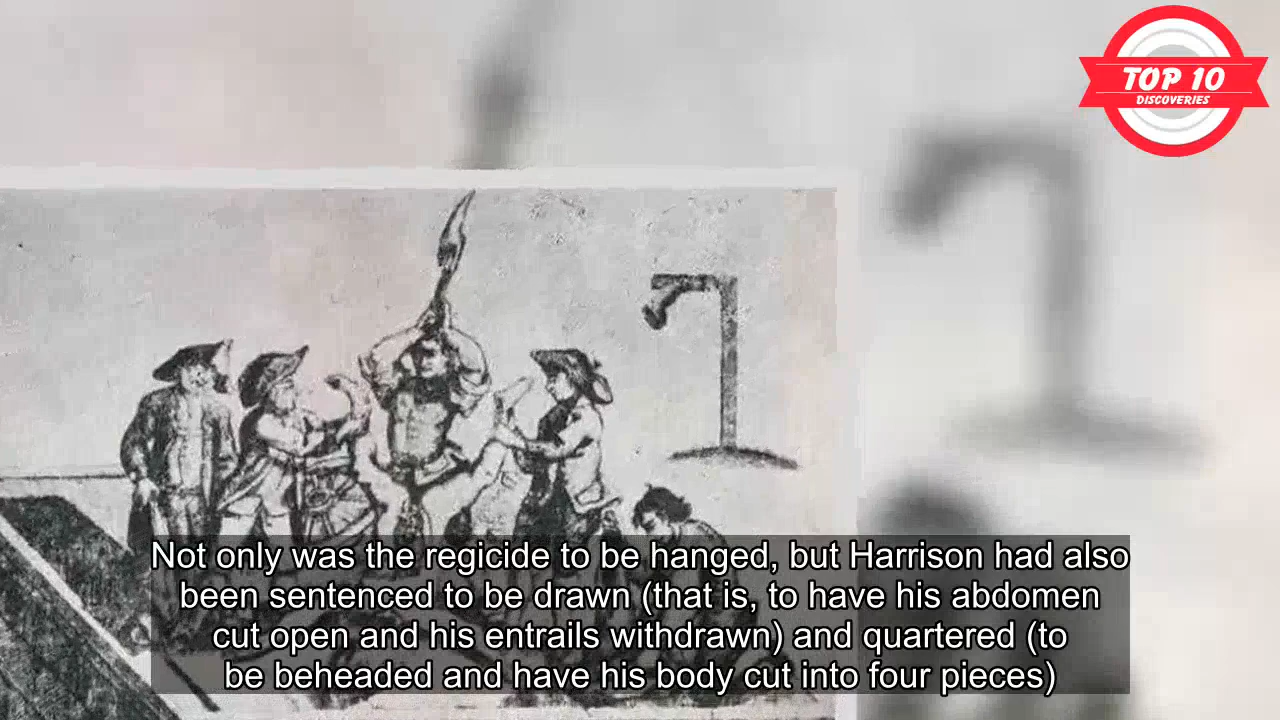 TOP 10
DISCOVERIES
Not only was the regicide to be hanged, but Harrison had also
been sentenced to be drawn (that is, to have his abdomen
cut open and his entrails withdrawn) and quartered (to
be beheaded and have his body cut into four pieces)